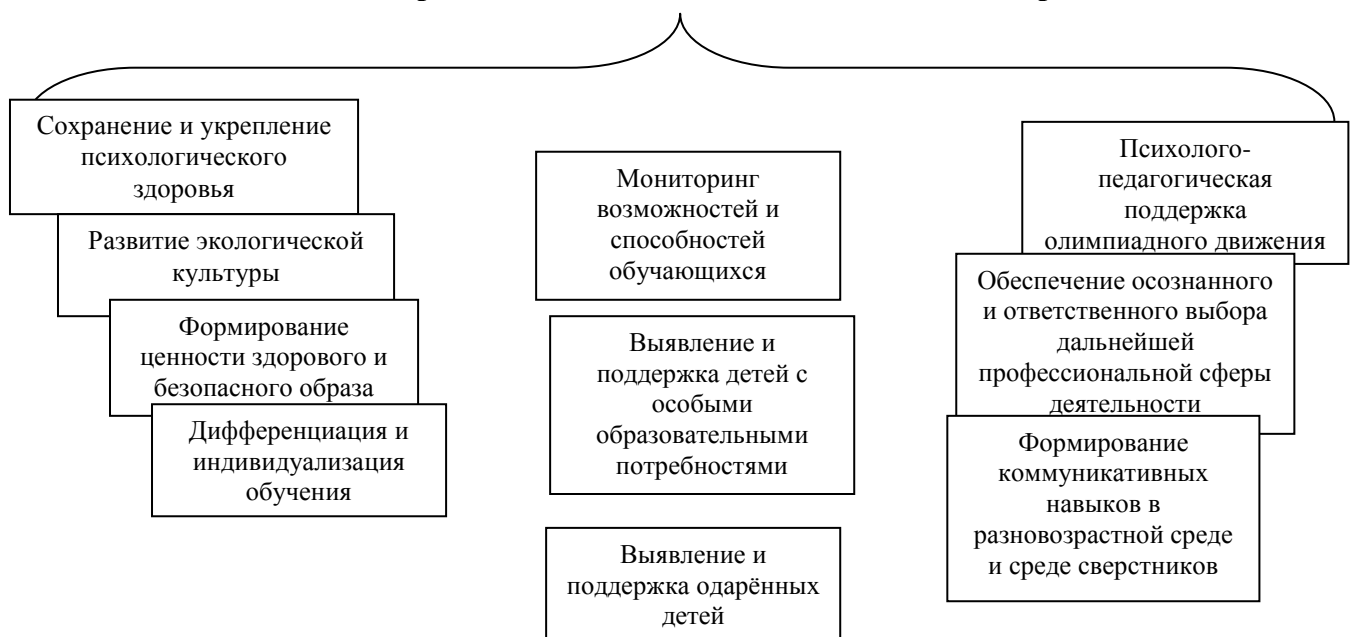 Сохранение и укрепление
психологического
здоровья
Развитие экологической
культуры
Формирование
ценности здорового и
безопасного образа
Дифференциация и
индивидуализация
обучения
Мониторинг
возможностей и
способностей
обучающихся
Выявление и
поддержка детей с
особыми
образовательными
потребностями
Выявление и
поддержка одарённых
детей
Психолого-
педагогическая
поддержка
олимпиадного движения
Обеспечение осознанного
и ответственного выбора
дальнейшей
профессиональной сферы
деятельности
Формирование
коммуникативных
навыков в
разновозрастной среде
и среде сверстников